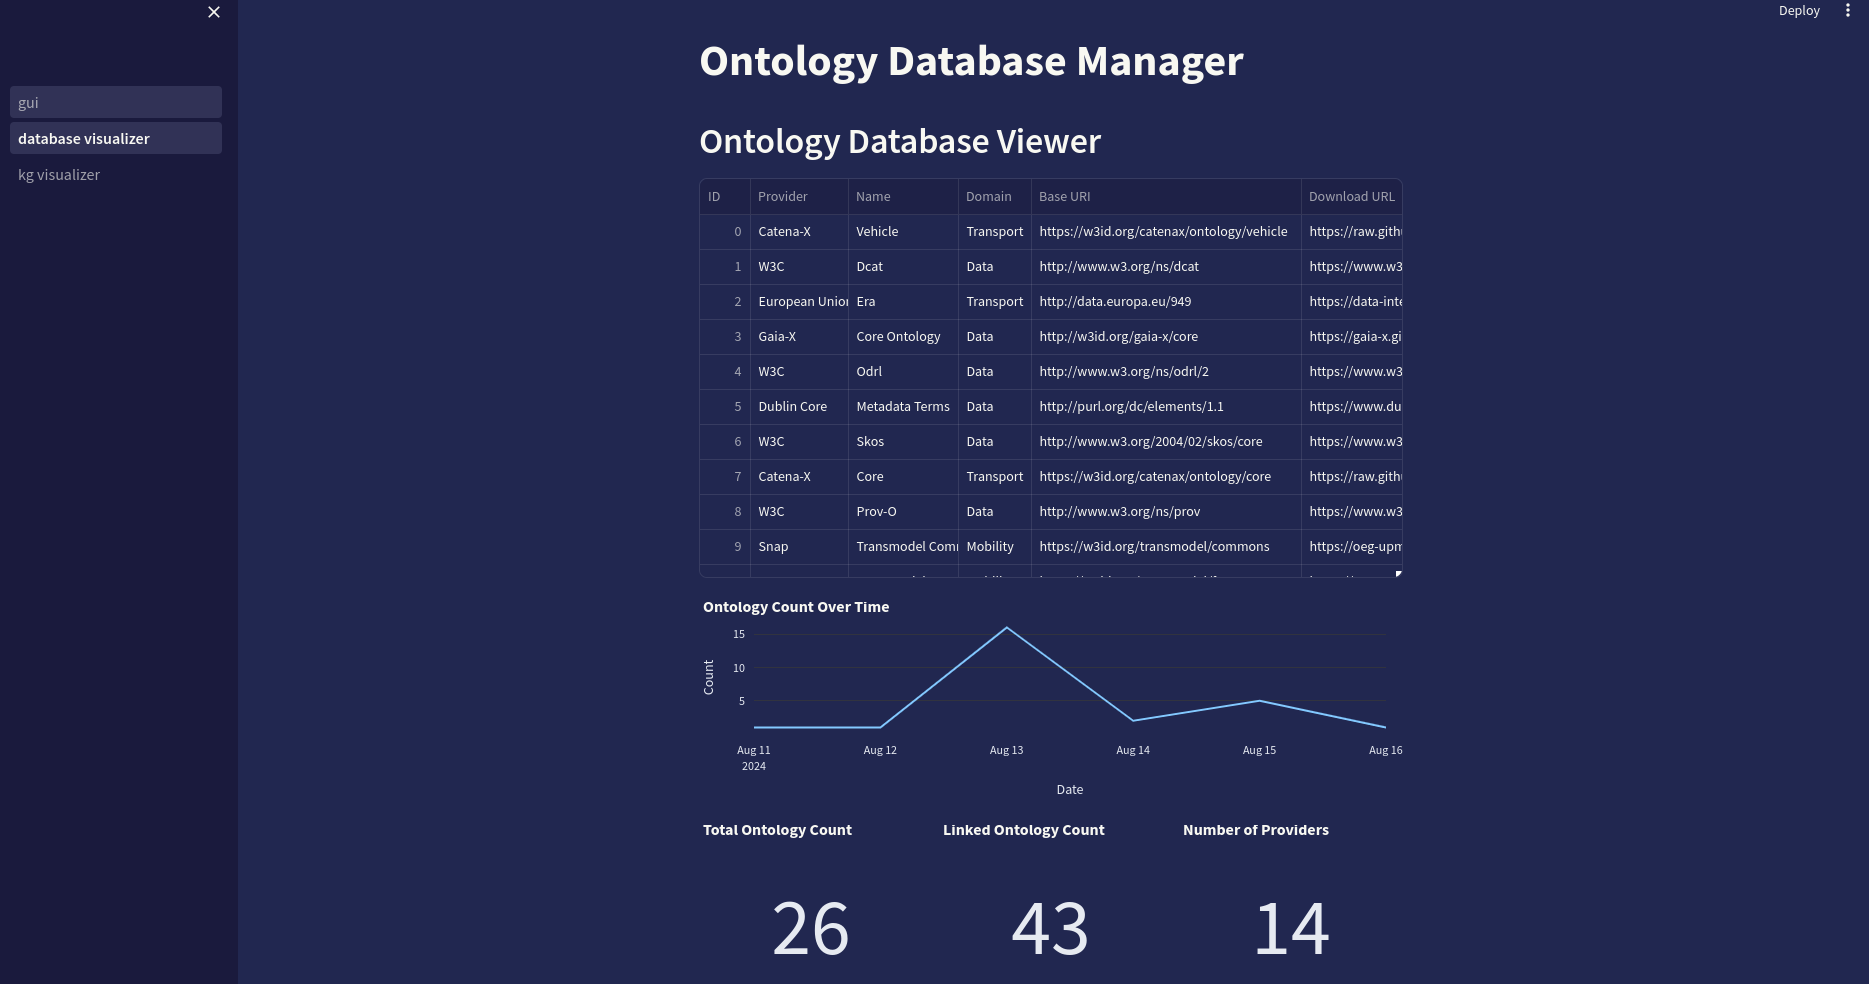 Deploy
gui
database visualizer
kg visualizer
Ontology Database Manager
Ontology Database Viewer
ID Provider Name Domain Base URI Download URL
0 Catena-X Vehicle Transport https://w3id.org/catenax/ontology/vehicle https://raw.gith
1 W3C Dcat Data http://www.w3.org/ns/dcat https://www.w3
2 European Union Era Transport http://data.europa.eu/949 https://data-inte
3 Gaia-X Core Ontology Data http://w3id.org/gaia-x/core https://gaia-x.gi
4 W3C Odrl Data http://www.w3.org/ns/odrl/2 https://www.w3
5 Dublin Core Metadata Terms Data http://purl.org/dc/elements/1.1 https://www.du
6 W3C Skos Data http://www.w3.org/2004/02/skos/core https://www.w3
7 Catena-X Core Transport https://w3id.org/catenax/ontology/core https://raw.gith
8 W3C Prov-O Data http://www.w3.org/ns/prov https://www.w3
9 Snap Transmodel Com Mobility https://w3id.org/transmodel/commons https://oeg-upm
Ontology Count Over Time
15
10
5
Count
Aug 11 Aug 12 Aug 13 Aug 14 Aug 15 Aug 16
2024
Date
Total Ontology Count Linked Ontology Count Number of Providers
26 43 14